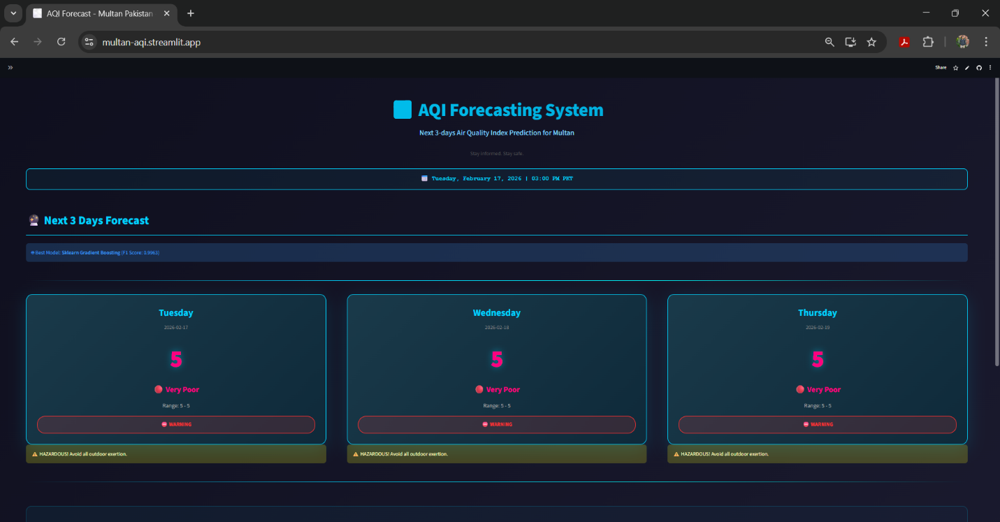 AQI Forecast - Multan Pakistan
multan-aqi.streamlit.app
Share
AQI Forecasting System
Next 3-days Air Quality Index Prediction for Multan
Stay informed. Stay safe.
Tuesday, February 17, 2026 | 03:00 PM PKT
Next 3 Days Forecast
Best Model: Sklearn Gradient Boosting (F1 Score: 0.9963)
Tuesday
2026-02-17
5
Very Poor
Range: 5 - 5
WARNING
HAZARDOUS! Avoid all outdoor exertion.
Wednesday
2026-02-18
5
Very Poor
Range: 5 - 5
WARNING
HAZARDOUS! Avoid all outdoor exertion.
Thursday
2026-02-19
5
Very Poor
Range: 5 - 5
WARNING
HAZARDOUS! Avoid all outdoor exertion.